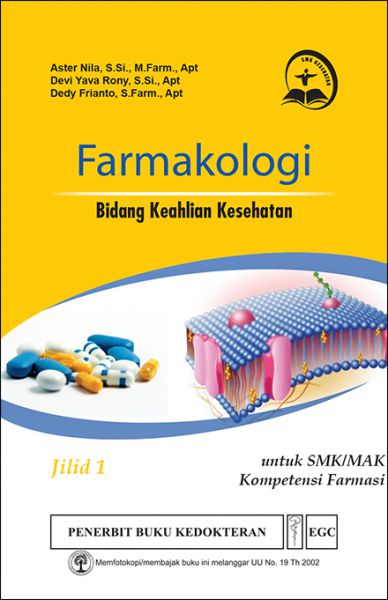 Aster Nila, S.Si., M.Farm., Apt
Devi Yava Rony, S.Si., Apt
Dedy Frianto, S.Farm., Apt
SMK KESEHATAN
Farmakologi
Bidang Keahlian Kesehatan
Jilid 1
untuk SMK/MAK
Kompetensi Farmasi
PENERBIT BUKU KEDOKTERAN
EGC
Memfotokopi/membajak buku ini melanggar UU No. 19 Th 2002